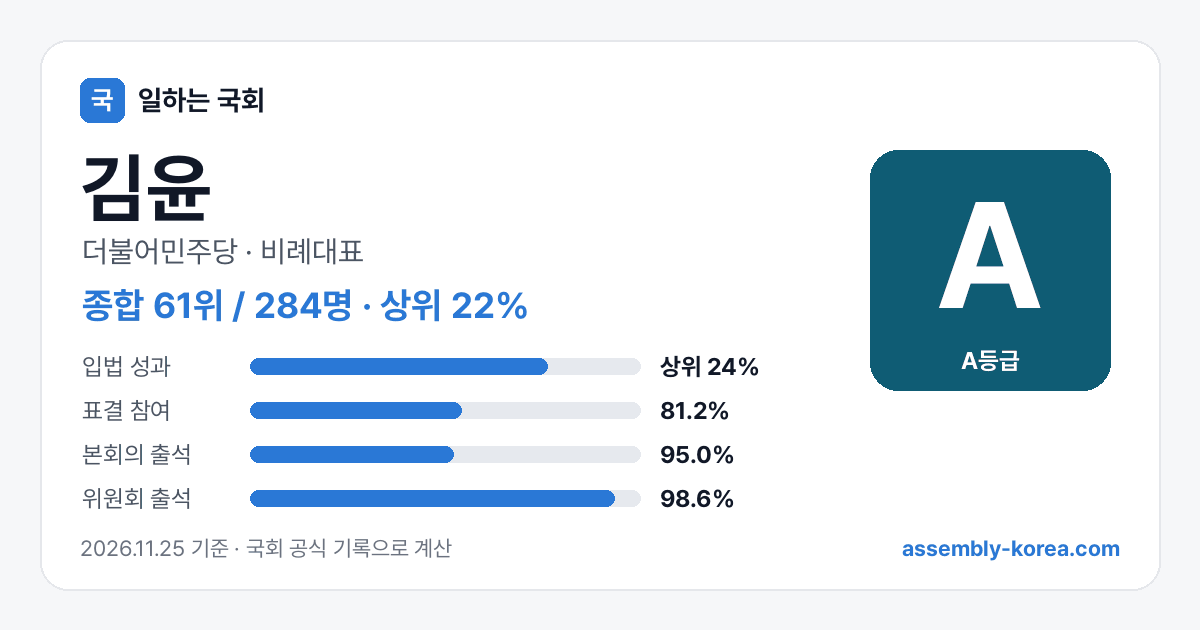 국 일하는 국회
김윤
더불어민주당 · 비례대표
종합 61위 / 284명 · 상위 22%
입법 성과 상위 24%
표결 참여 81.2%
본회의 출석 95.0%
위원회 출석 98.6%
A
A등급
2026.11.25 기준 · 국회 공식 기록으로 계산
assembly-korea.com